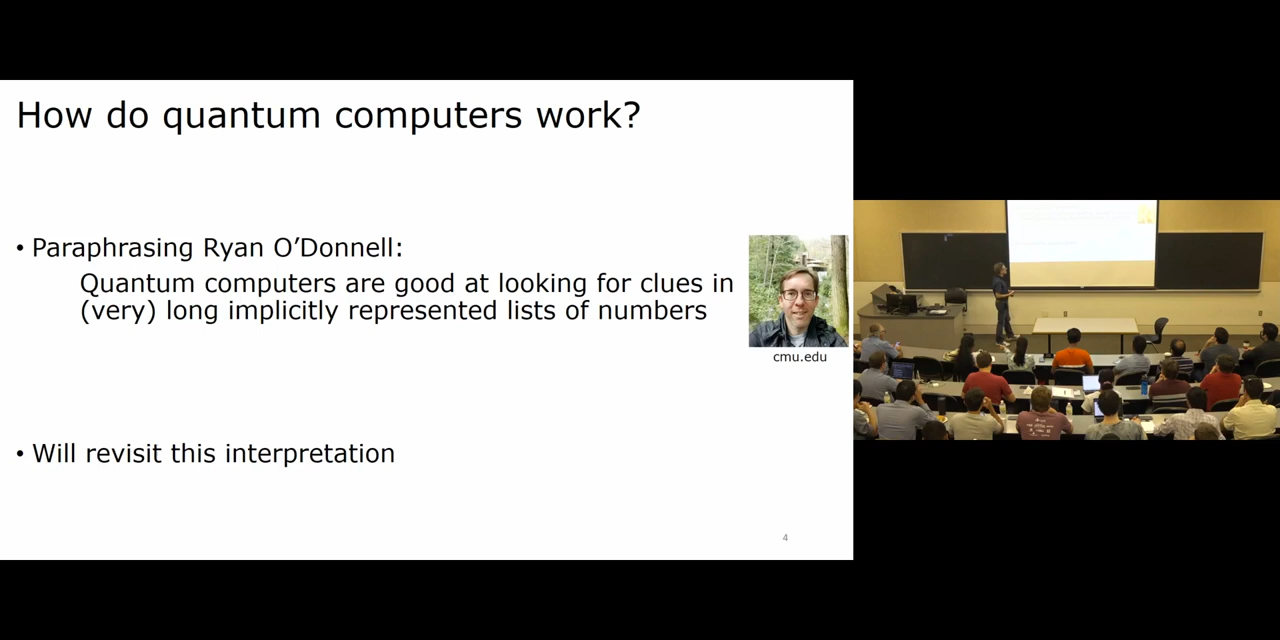 How do quantum computers work?
• Paraphrasing Ryan O’Donnell:
Quantum computers are good at looking for clues in
(very) long implicitly represented lists of numbers
cmu.edu
• Will revisit this interpretation
4